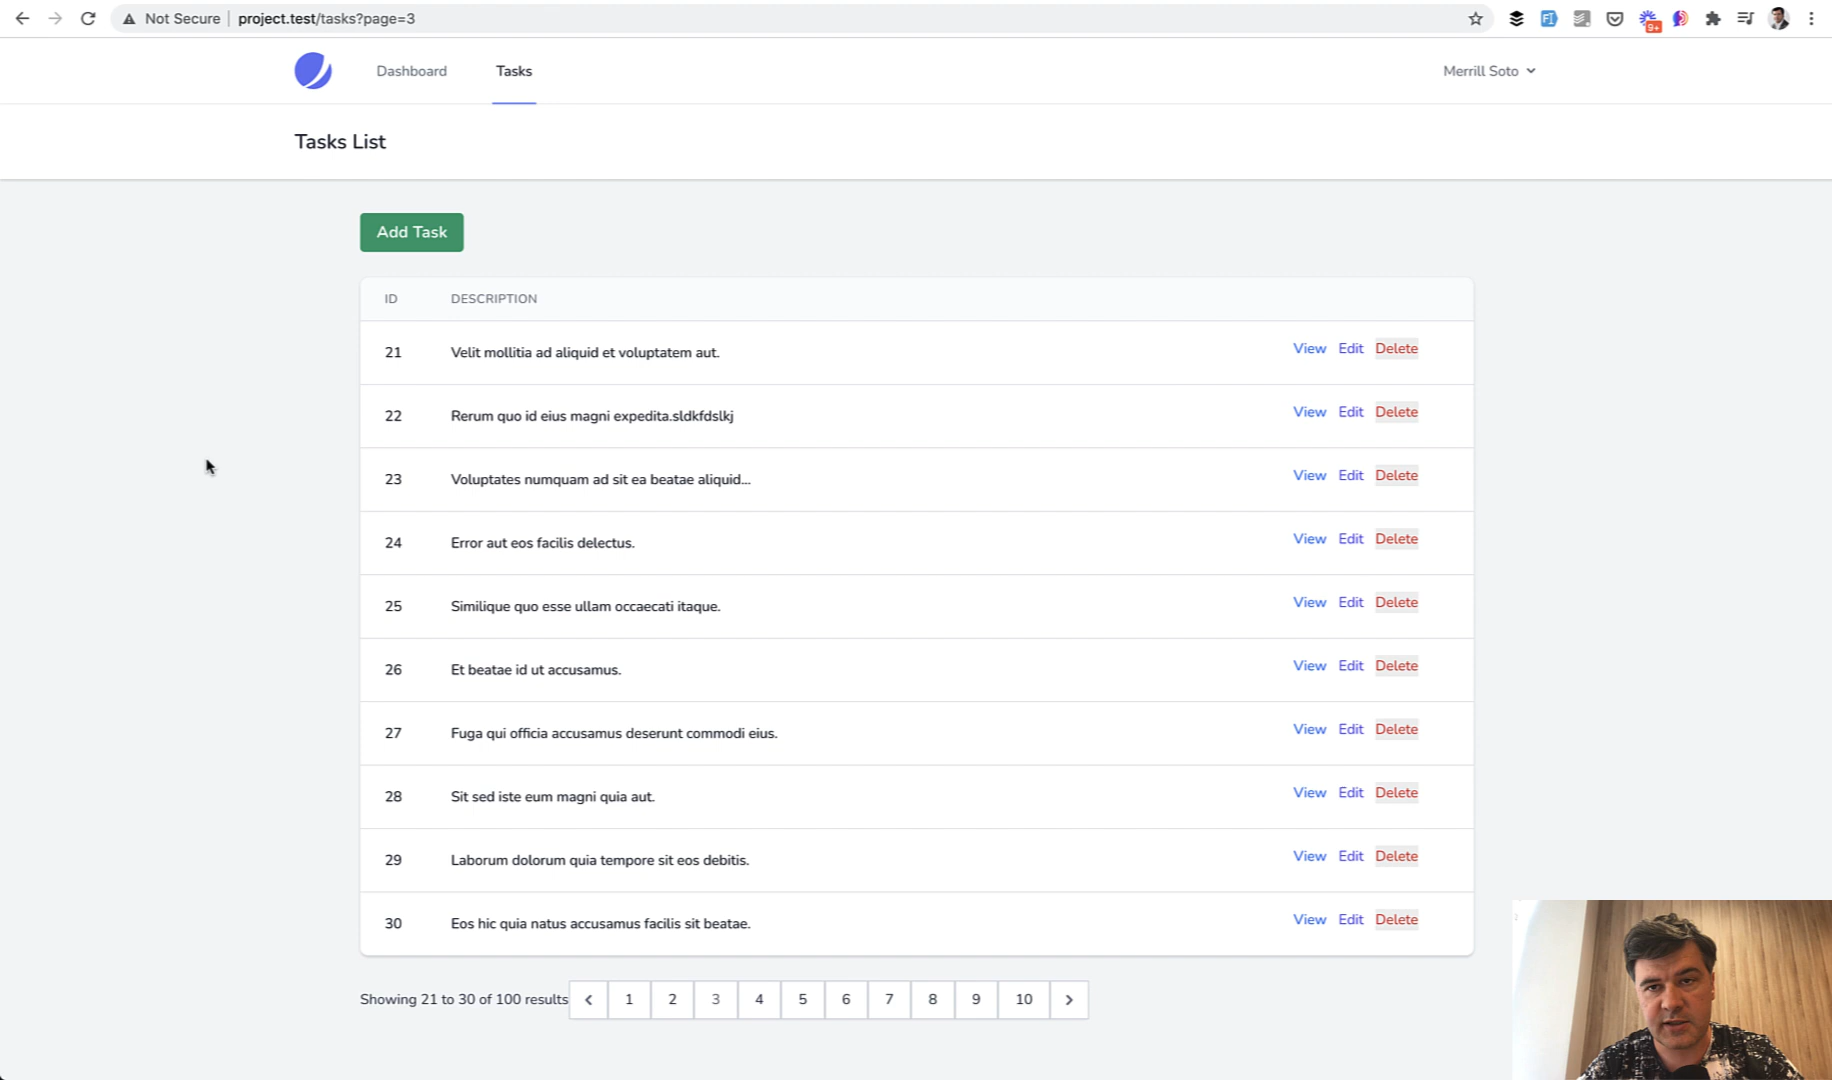 Not Secure project.test/tasks?page=3
9+
Dashboard Tasks Merrill Soto
Tasks List
Add Task
ID DESCRIPTION
21 Velit mollitia ad aliquid et voluptatem aut. View Edit Delete
22 Rerum quo id eius magni expedita.sldkfdslkj View Edit Delete
23 Voluptates numquam ad sit ea beatae aliquid... View Edit Delete
24 Error aut eos facilis delectus. View Edit Delete
25 Similique quo esse ullam occaecati itaque. View Edit Delete
26 Et beatae id ut accusamus. View Edit Delete
27 Fuga qui officia accusamus deserunt commodi eius. View Edit Delete
28 Sit sed iste eum magni quia aut. View Edit Delete
29 Laborum dolorum quia tempore sit eos debitis. View Edit Delete
30 Eos hic quia natus accusamus facilis sit beatae. View Edit Delete
Showing 21 to 30 of 100 results 1 2 3 4 5 6 7 8 9 10